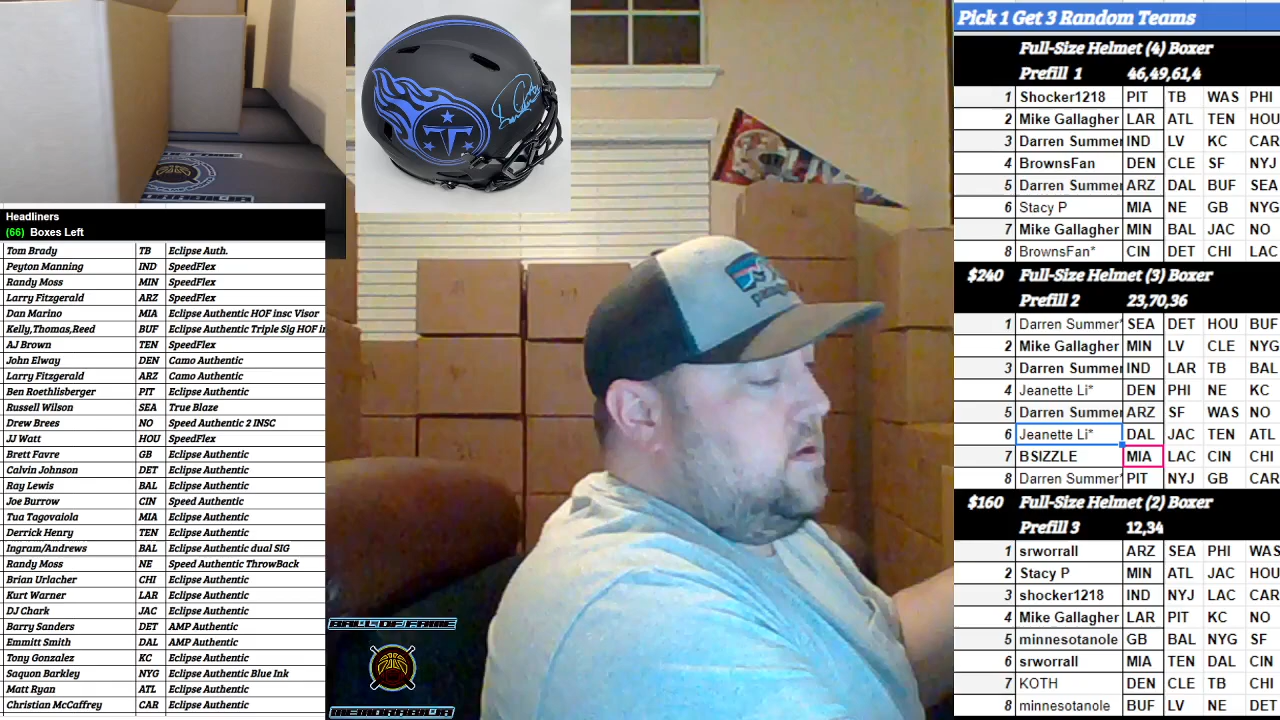 Headliners
(66) Boxes Left
Tom Brady TB Eclipse Auth.
Peyton Manning IND SpeedFlex
Randy Moss MIN SpeedFlex
Larry Fitzgerald ARZ SpeedFlex
Dan Marino MIA Eclipse Authentic HOF insc Visor
Kelly,Thomas,Reed BUF Eclipse Authentic Triple Sig HOF in
AJ Brown TEN SpeedFlex
John Elway DEN Camo Authentic
Larry Fitzgerald ARZ Camo Authentic
Ben Roethlisberger PIT Eclipse Authentic
Russell Wilson SEA True Blaze
Drew Brees NO Speed Authentic 2 INSC
JJ Watt HOU SpeedFlex
Brett Favre GB Eclipse Authentic
Calvin Johnson DET Eclipse Authentic
Ray Lewis BAL Eclipse Authentic
Joe Burrow CIN Speed Authentic
Tua Tagovaiola MIA Eclipse Authentic
Derrick Henry TEN Eclipse Authentic
Ingram/Andrews BAL Eclipse Authentic dual SIG
Randy Moss NE Speed Authentic ThrowBack
Brian Urlacher CHI Eclipse Authentic
Kurt Warner LAR Eclipse Authentic
DJ Chark JAC Eclipse Authentic
Barry Sanders DET AMP Authentic
Emmitt Smith DAL AMP Authentic
Tony Gonzalez KC Eclipse Authentic
Saquon Barkley NYG Eclipse Authentic Blue Ink
Matt Ryan ATL Eclipse Authentic
Christian McCaffrey CAR Eclipse Authentic
BALL OF FAME
MEMORABILIA
Pick 1 Get 3 Random Teams
Full-Size Helmet (4) Boxer
Prefill 1 46,49,61,4
1 Shocker1218 PIT TB WAS PHI
2 Mike Gallagher LAR ATL TEN HOU
3 Darren Summer IND LV KC CAR
4 BrownsFan DEN CLE SF NYJ
5 Darren Summer ARZ DAL BUF SEA
6 Stacy P MIA NE GB NYG
7 Mike Gallagher MIN BAL JAC NO
8 BrownsFan* CIN DET CHI LAC
$240 Full-Size Helmet (3) Boxer
Prefill 2 23,70,36
1 Darren Summer* SEA DET HOU BUF
2 Mike Gallagher MIN LV CLE NYG
3 Darren Summer IND LAR TB BAL
4 Jeanette Li* DEN PHI NE KC
5 Darren Summer ARZ SF WAS NO
6 Jeanette Li* DAL JAC TEN ATL
7 BSIZZLE MIA LAC CIN CHI
8 Darren Summer* PIT NYJ GB CAR
$160 Full-Size Helmet (2) Boxer
Prefill 3 12,34
1 srworrall ARZ SEA PHI WAS
2 Stacy P MIN ATL JAC HOU
3 shocker1218 IND NYJ LAC CAR
4 Mike Gallagher LAR PIT KC NO
5 minnesotanole GB BAL NYG SF
6 srworrall MIA TEN DAL CIN
7 KOTH DEN CLE TB CHI
8 minnesotanole BUF LV NE DET